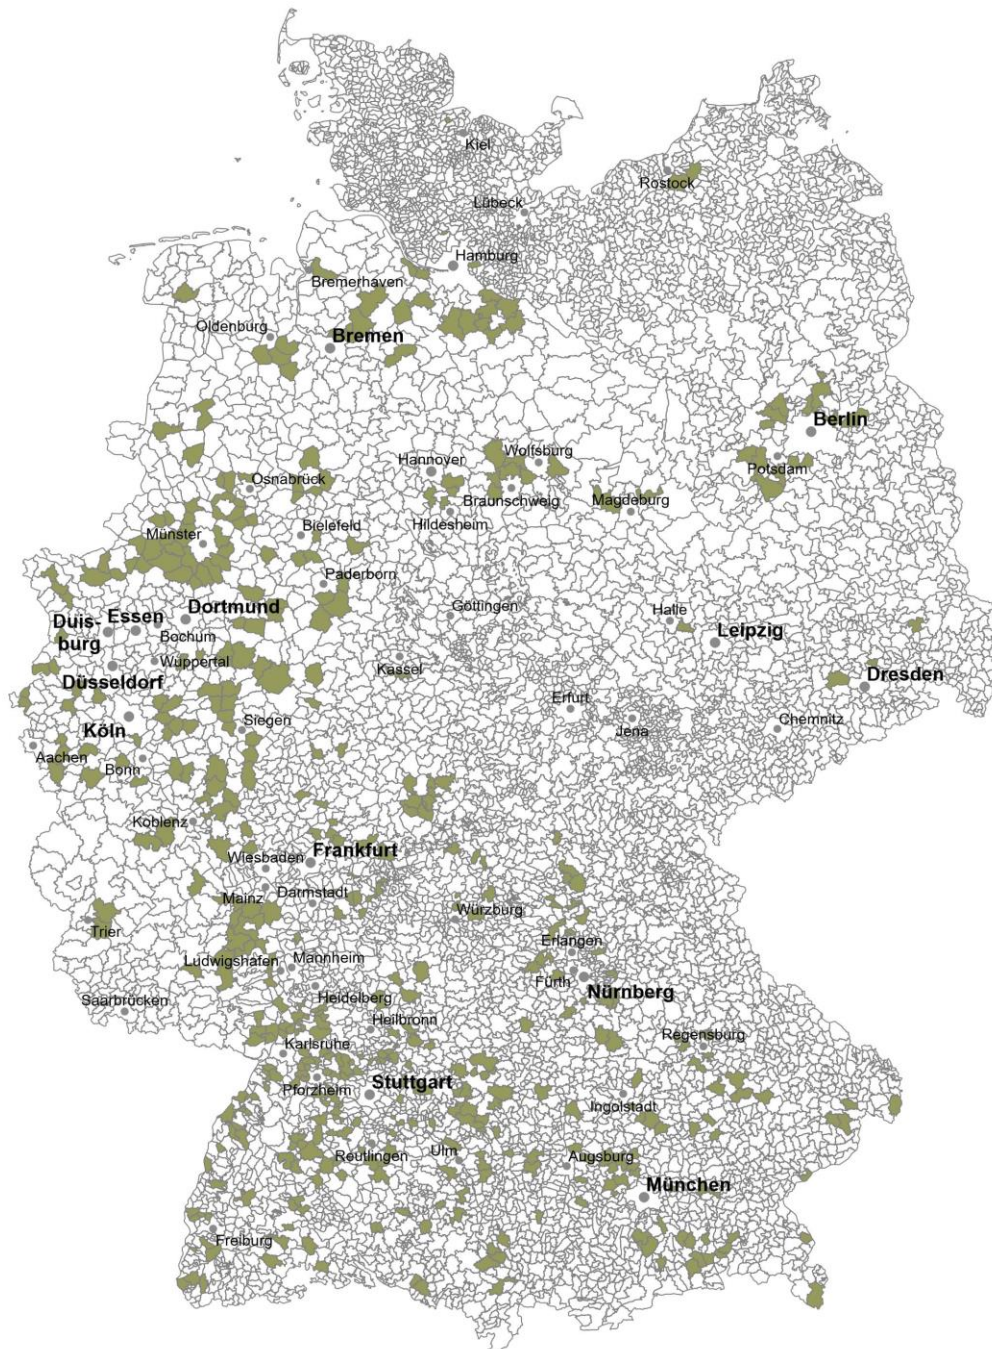 Kiel
Rostock
Lübeck
Hamburg
Bremerhaven
Oldenburg
Bremen
Berlin
Wolfsburg
Hannover
Potsdam
Osnabrück
Braunschweig
Magdeburg
Hildesheim
Bielefeld
Münster
Paderborn
Dortmund
Göttingen
Halle
Essen
Duis-
burg
Bochum
Leipzig
Wuppertal
Kassel
Düsseldorf
Dresden
Erfurt
Köln
Siegen
Jena
Chemnitz
Aachen
Bonn
Koblenz
Frankfurt
Wiesbaden
Mainz
Darmstadt
Würzburg
Trier
Erlangen
Ludwigshafen
Mannheim
Fürth
Nürnberg
Heidelberg
Saarbrücken
Heilbronn
Regensburg
Karlsruhe
Stuttgart
Pforzheim
Ingolstadt
Reutlingen
Ulm
Augsburg
München
Freiburg